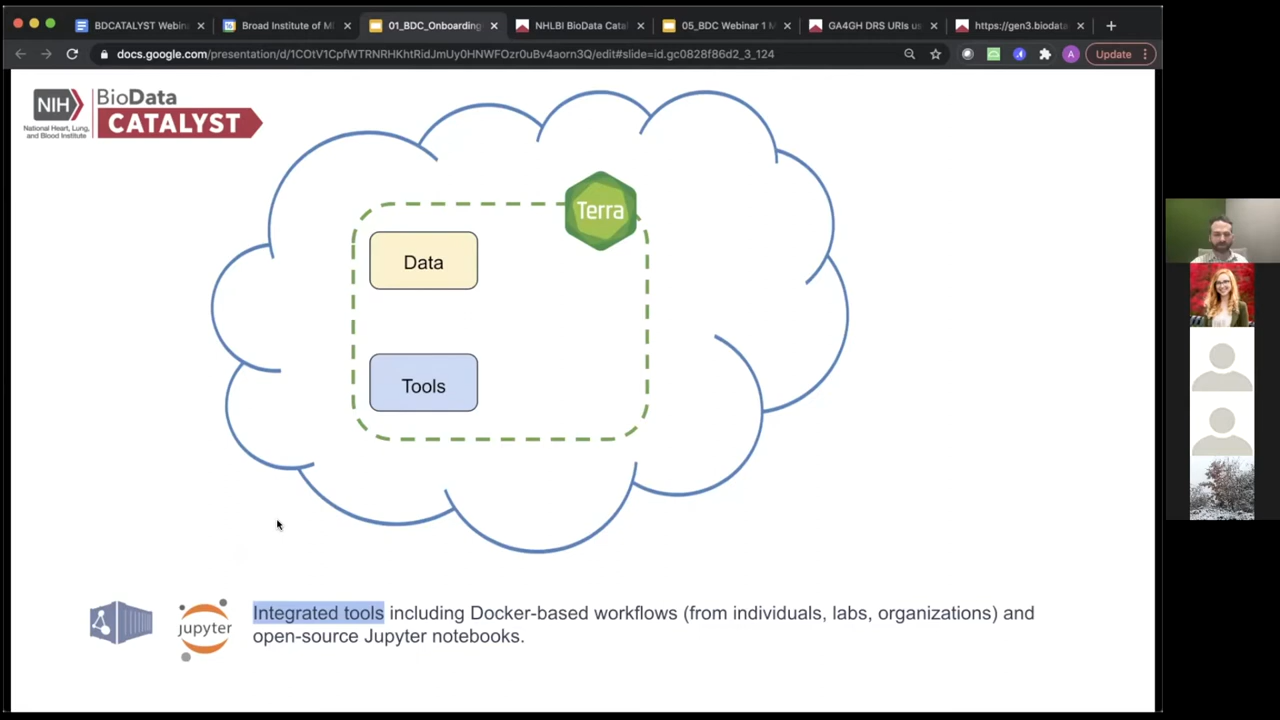 BDCATALYST Webin
Broad Institute of M
01_BDC_Onboarding
NHLBI BioData Cata
05_BDC Webinar 1 M
GA4GH DRS URIs us
https://gen3.biodata
docs.google.com/presentation/d/1COtV1CpfWTRNRHKhtRidJmUy0HNWFOzr0uBv4aorn3Q/edit#slide=id.gc0828f86d2_3_124
A
Update
NIH
National Heart, Lung,
and Blood Institute
BioData
CATALYST
Terra
Data
Tools
jupyter
Integrated tools including Docker-based workflows (from individuals, labs, organizations) and
open-source Jupyter notebooks.